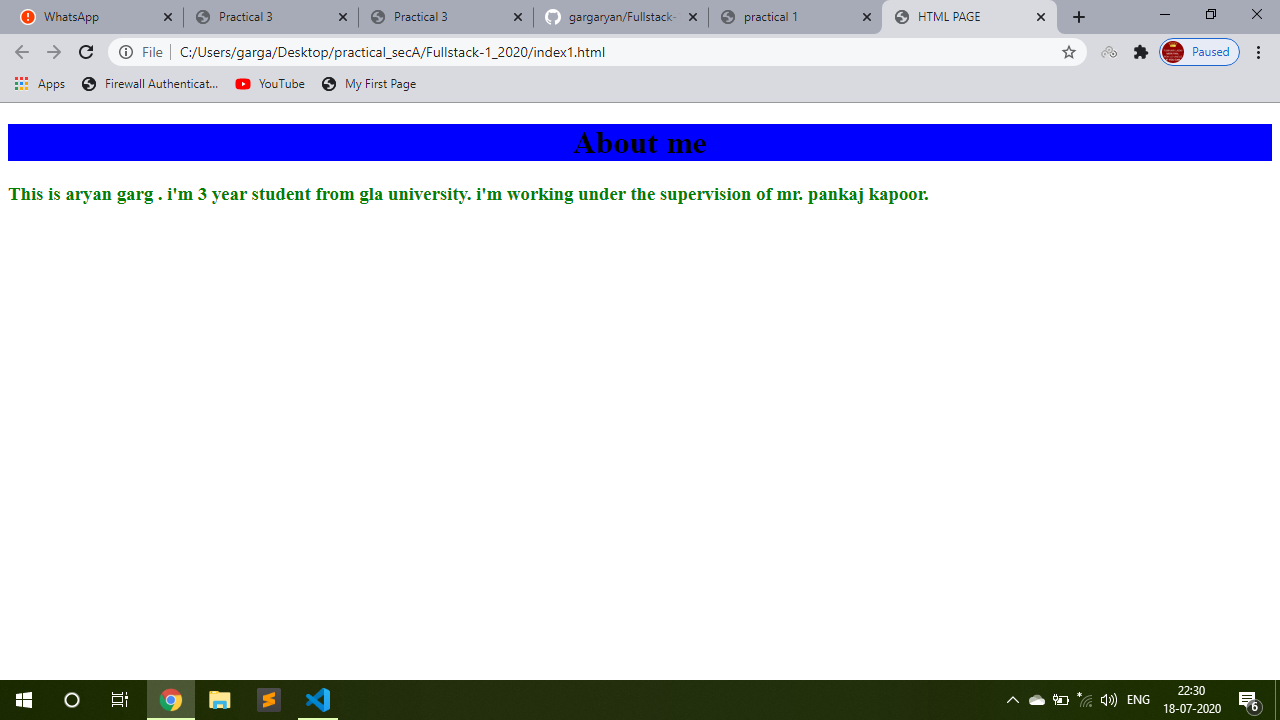 WhatsApp
Practical 3
Practical 3
gargaryan/Fullstack-
practical 1
HTML PAGE
File
C:/Users/garga/Desktop/practical_secA/Fullstack-1_2020/index1.html
Paused
Apps
Firewall Authenticat...
YouTube
My First Page
About me
This is aryan garg . i'm 3 year student from gla university. i'm working under the supervision of mr. pankaj kapoor.
ENG
22:30
18-07-2020
6